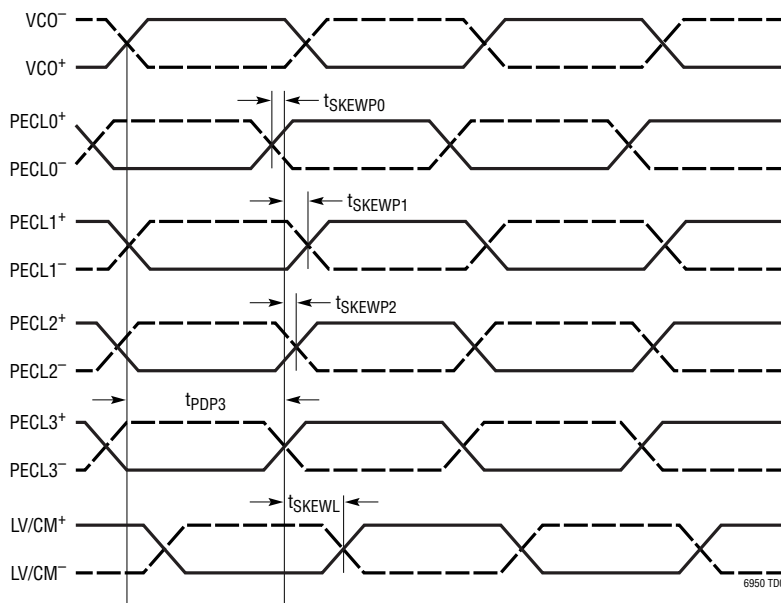 VCO⁻
VCO⁺
tSKEWP0
PECL0⁺
PECL0⁻
tSKEWP1
PECL1⁺
PECL1⁻
tSKEWP2
PECL2⁺
PECL2⁻
tPDP3
PECL3⁺
PECL3⁻
tSKEWL
LV/CM⁺
LV/CM⁻
6950